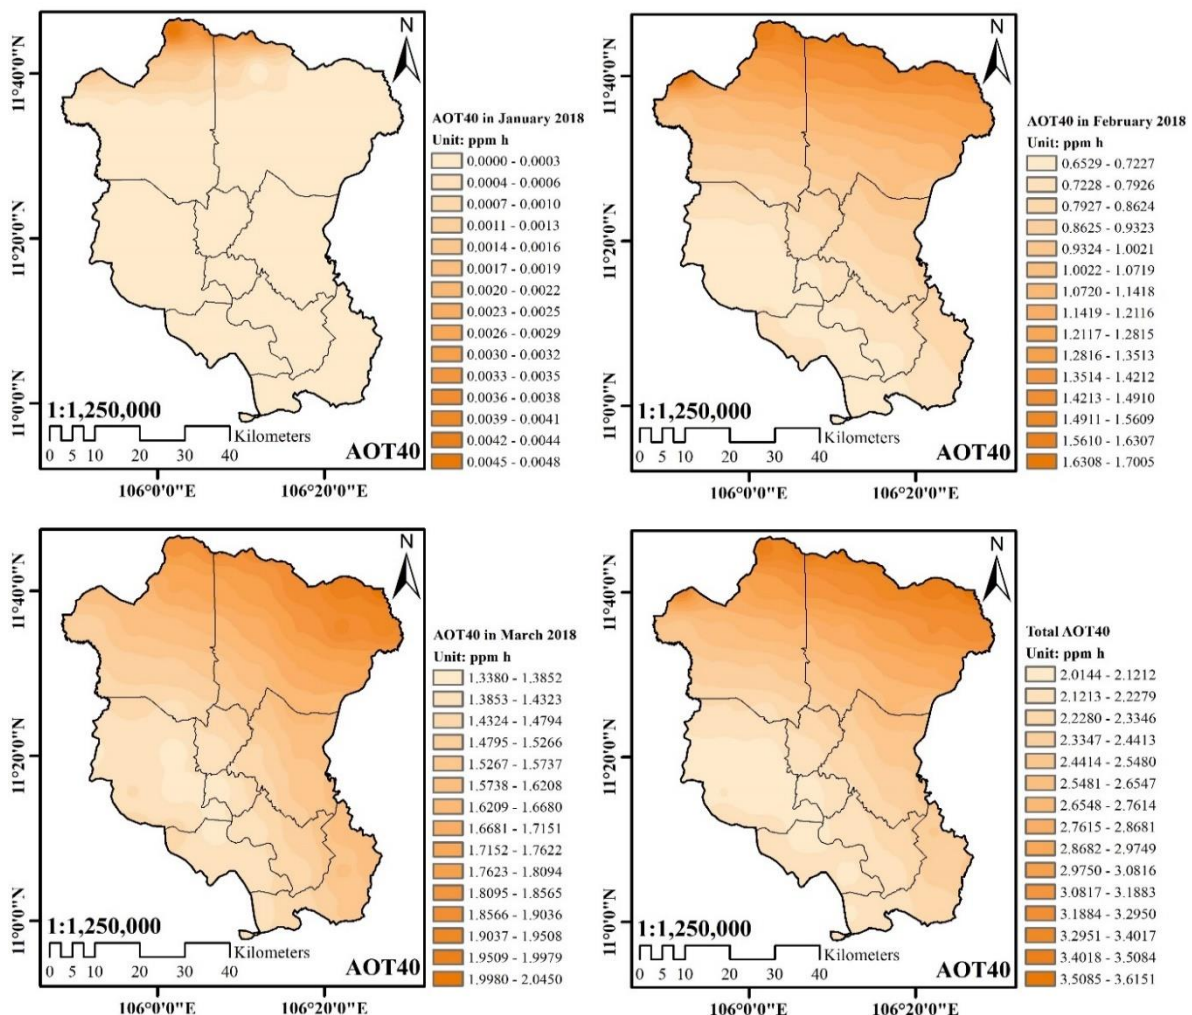 N
11°40'0"N
11°20'0"N
11°0'0"N
AOT40 in January 2018
Unit: ppm h
0.0000 - 0.0003
0.0004 - 0.0006
0.0007 - 0.0010
0.0011 - 0.0013
0.0014 - 0.0016
0.0017 - 0.0019
0.0020 - 0.0022
0.0023 - 0.0025
0.0026 - 0.0029
0.0030 - 0.0032
0.0033 - 0.0035
0.0036 - 0.0038
0.0039 - 0.0041
0.0042 - 0.0044
0.0045 - 0.0048
1:1,250,000
Kilometers
0 5 10 20 30 40
AOT40
106°0'0"E 106°20'0"E
N
11°40'0"N
11°20'0"N
11°0'0"N
AOT40 in February 2018
Unit: ppm h
0.6529 - 0.7227
0.7228 - 0.7926
0.7927 - 0.8624
0.8625 - 0.9323
0.9324 - 1.0021
1.0022 - 1.0719
1.0720 - 1.1418
1.1419 - 1.2116
1.2117 - 1.2815
1.2816 - 1.3513
1.3514 - 1.4212
1.4213 - 1.4910
1.4911 - 1.5609
1.5610 - 1.6307
1.6308 - 1.7005
1:1,250,000
Kilometers
0 5 10 20 30 40
AOT40
106°0'0"E 106°20'0"E
N
11°40'0"N
11°20'0"N
11°0'0"N
AOT40 in March 2018
Unit: ppm h
1.3380 - 1.3852
1.3853 - 1.4323
1.4324 - 1.4794
1.4795 - 1.5266
1.5267 - 1.5737
1.5738 - 1.6208
1.6209 - 1.6680
1.6681 - 1.7151
1.7152 - 1.7622
1.7623 - 1.8094
1.8095 - 1.8565
1.8566 - 1.9036
1.9037 - 1.9508
1.9509 - 1.9979
1.9980 - 2.0450
1:1,250,000
Kilometers
0 5 10 20 30 40
AOT40
106°0'0"E 106°20'0"E
N
11°40'0"N
11°20'0"N
11°0'0"N
Total AOT40
Unit: ppm h
2.0144 - 2.1212
2.1213 - 2.2279
2.2280 - 2.3346
2.3347 - 2.4413
2.4414 - 2.5480
2.5481 - 2.6547
2.6548 - 2.7614
2.7615 - 2.8681
2.8682 - 2.9749
2.9750 - 3.0816
3.0817 - 3.1883
3.1884 - 3.2950
3.2951 - 3.4017
3.4018 - 3.5084
3.5085 - 3.6151
1:1,250,000
Kilometers
0 5 10 20 30 40
AOT40
106°0'0"E 106°20'0"E